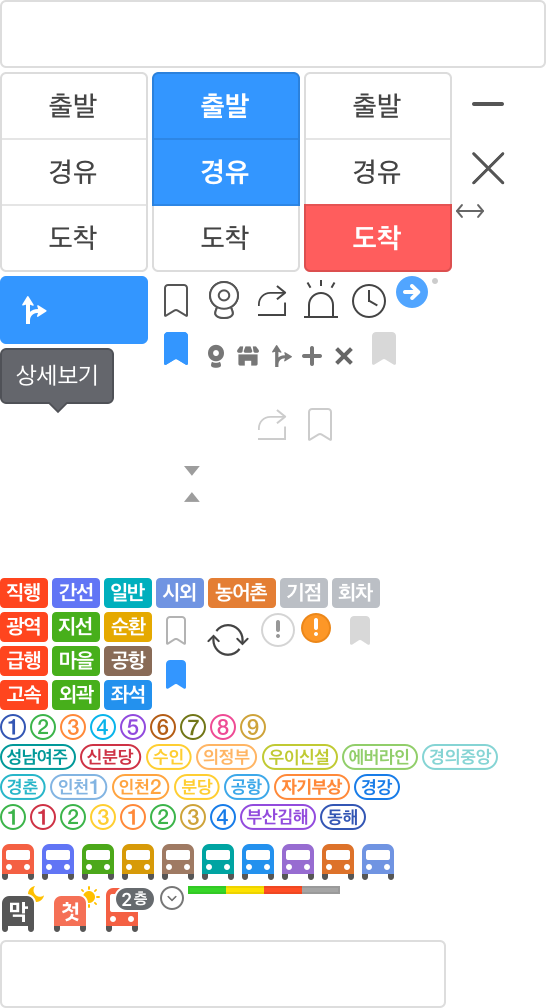 출발 출발 출발
경유 경유 경유
도착 도착 도착
상세보기
직행 간선 일반 시외 농어촌 기점 회차
광역 지선 순환
급행 마을 공항
고속 외곽 좌석
1 2 3 4 5 6 7 8 9
성남여주 신분당 수인 의정부 우이신설 에버라인 경의중앙
경춘 인천1 인천2 분당 공항 자기부상 경강
1 1 2 3 1 2 3 4 부산김해 동해
막 첫 2층